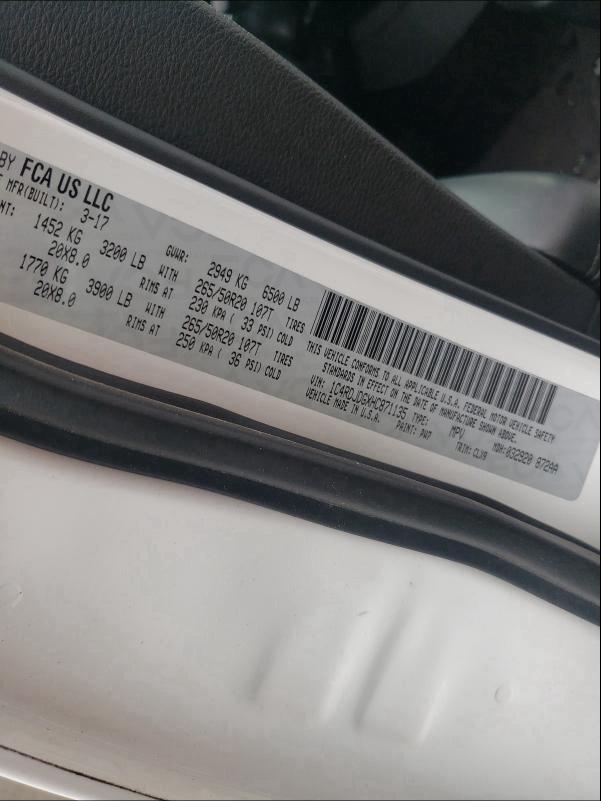 BY FCA US LLC
MFR(BUILT): 3-17
1452 KG 3200 LB GVWR: 2949 KG 6500 LB
20X8.0 WITH RIMS AT 265/50R20 107T TIRES 230 KPA ( 33 PSI) COLD
1770 KG 3900 LB WITH 265/50R20 107T TIRES
20X8.0 RIMS AT 250 KPA ( 36 PSI) COLD
THIS VEHICLE CONFORMS TO ALL APPLICABLE U.S.A. FEDERAL MOTOR VEHICLE SAFETY
STANDARDS IN EFFECT ON THE DATE OF MANUFACTURE SHOWN ABOVE.
VIN: TYPE: MPV MDH:032920 872AA
VEHICLE MADE IN U.S.A. PAINT: PW7 TRIM:CLX9